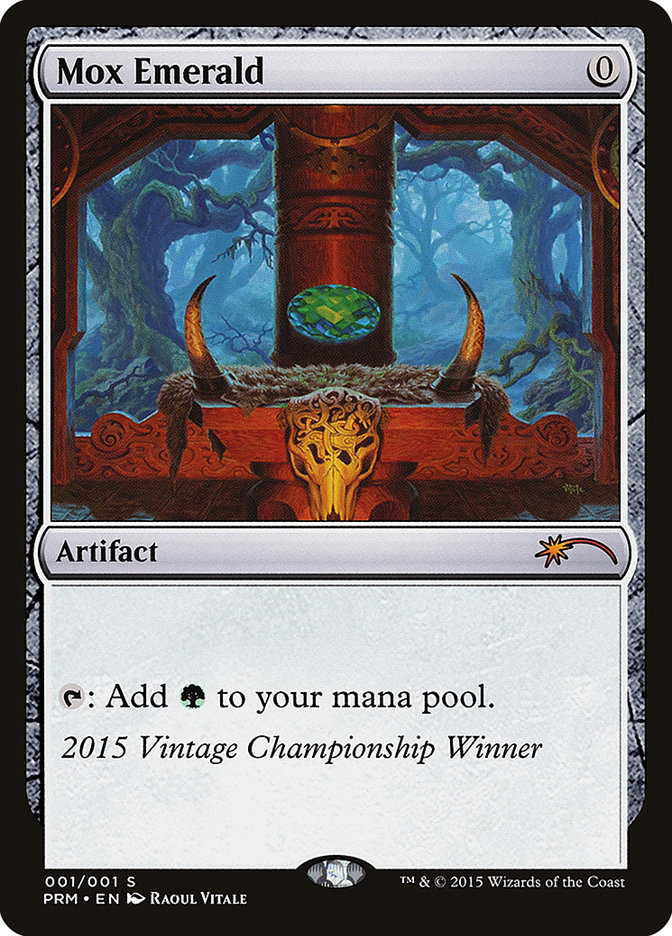 Mox Emerald 0
Artifact
: Add to your mana pool.
2015 Vintage Championship Winner
001/001 S
PRM • EN RAOUL VITALE
™ & © 2015 Wizards of the Coast